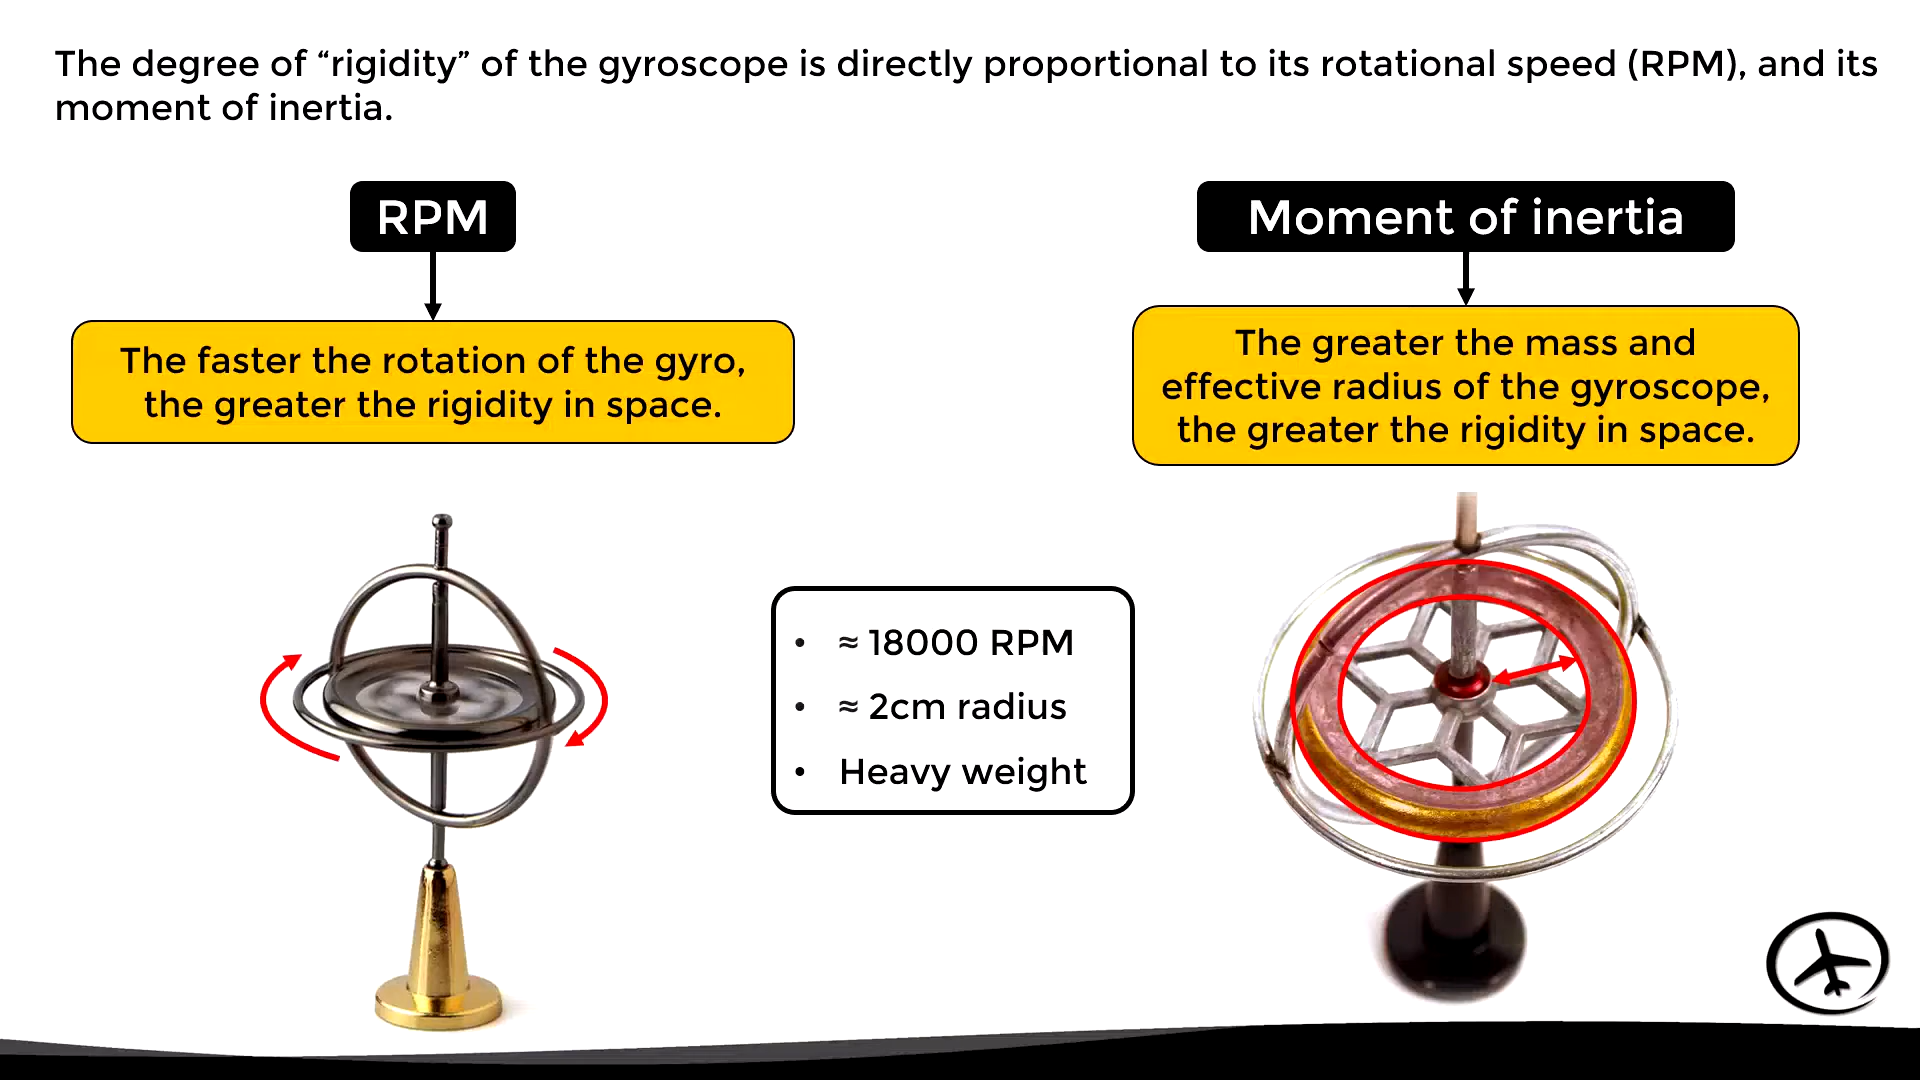 The degree of “rigidity” of the gyroscope is directly proportional to its rotational speed (RPM), and its
moment of inertia.
RPM
The faster the rotation of the gyro,
the greater the rigidity in space.
Moment of inertia
The greater the mass and
effective radius of the gyroscope,
the greater the rigidity in space.
• ≈ 18000 RPM
• ≈ 2cm radius
• Heavy weight